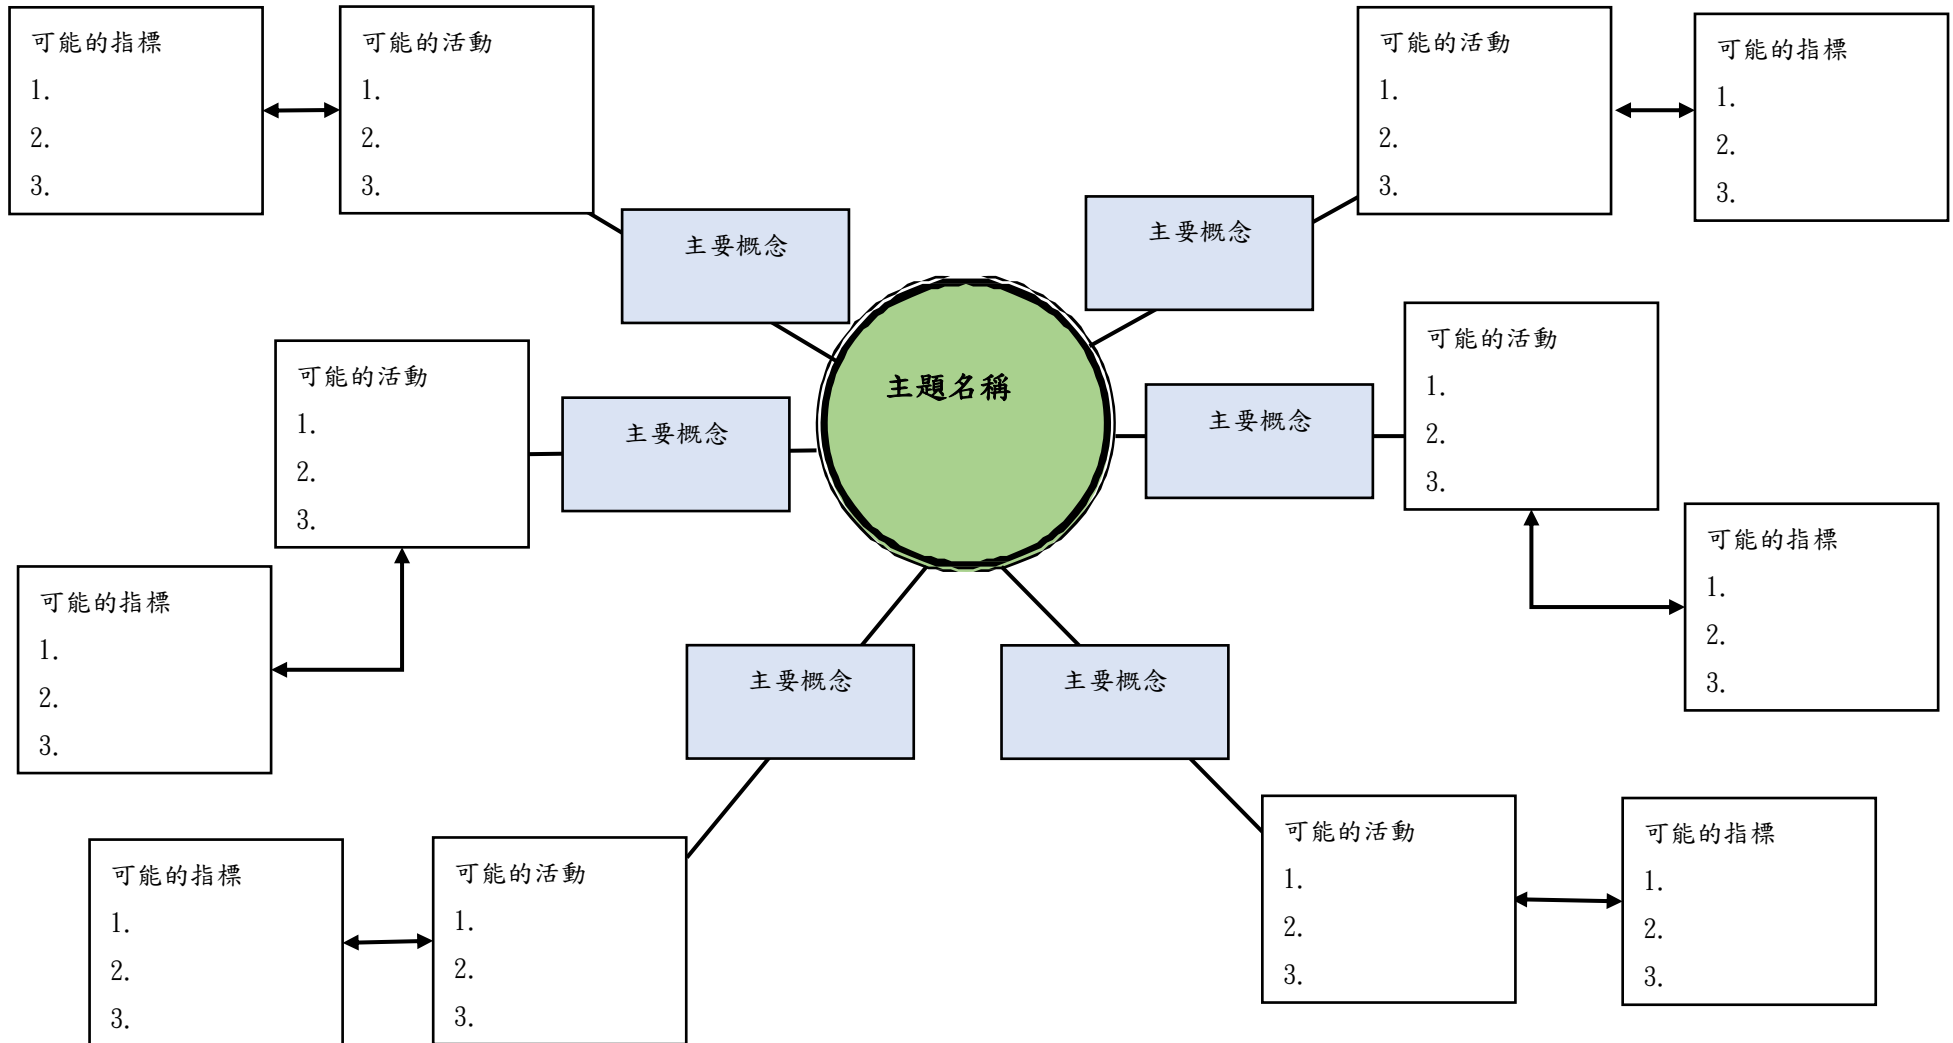 可能的指標
1.
2.
3.
可能的活動
1.
2.
3.
可能的活動
1.
2.
3.
可能的指標
1.
2.
3.
主要概念
主要概念
主題名稱
可能的活動
1.
2.
3.
主要概念
主要概念
可能的活動
1.
2.
3.
可能的指標
1.
2.
3.
可能的指標
1.
2.
3.
主要概念
主要概念
可能的指標
1.
2.
3.
可能的活動
1.
2.
3.
可能的活動
1.
2.
3.
可能的指標
1.
2.
3.